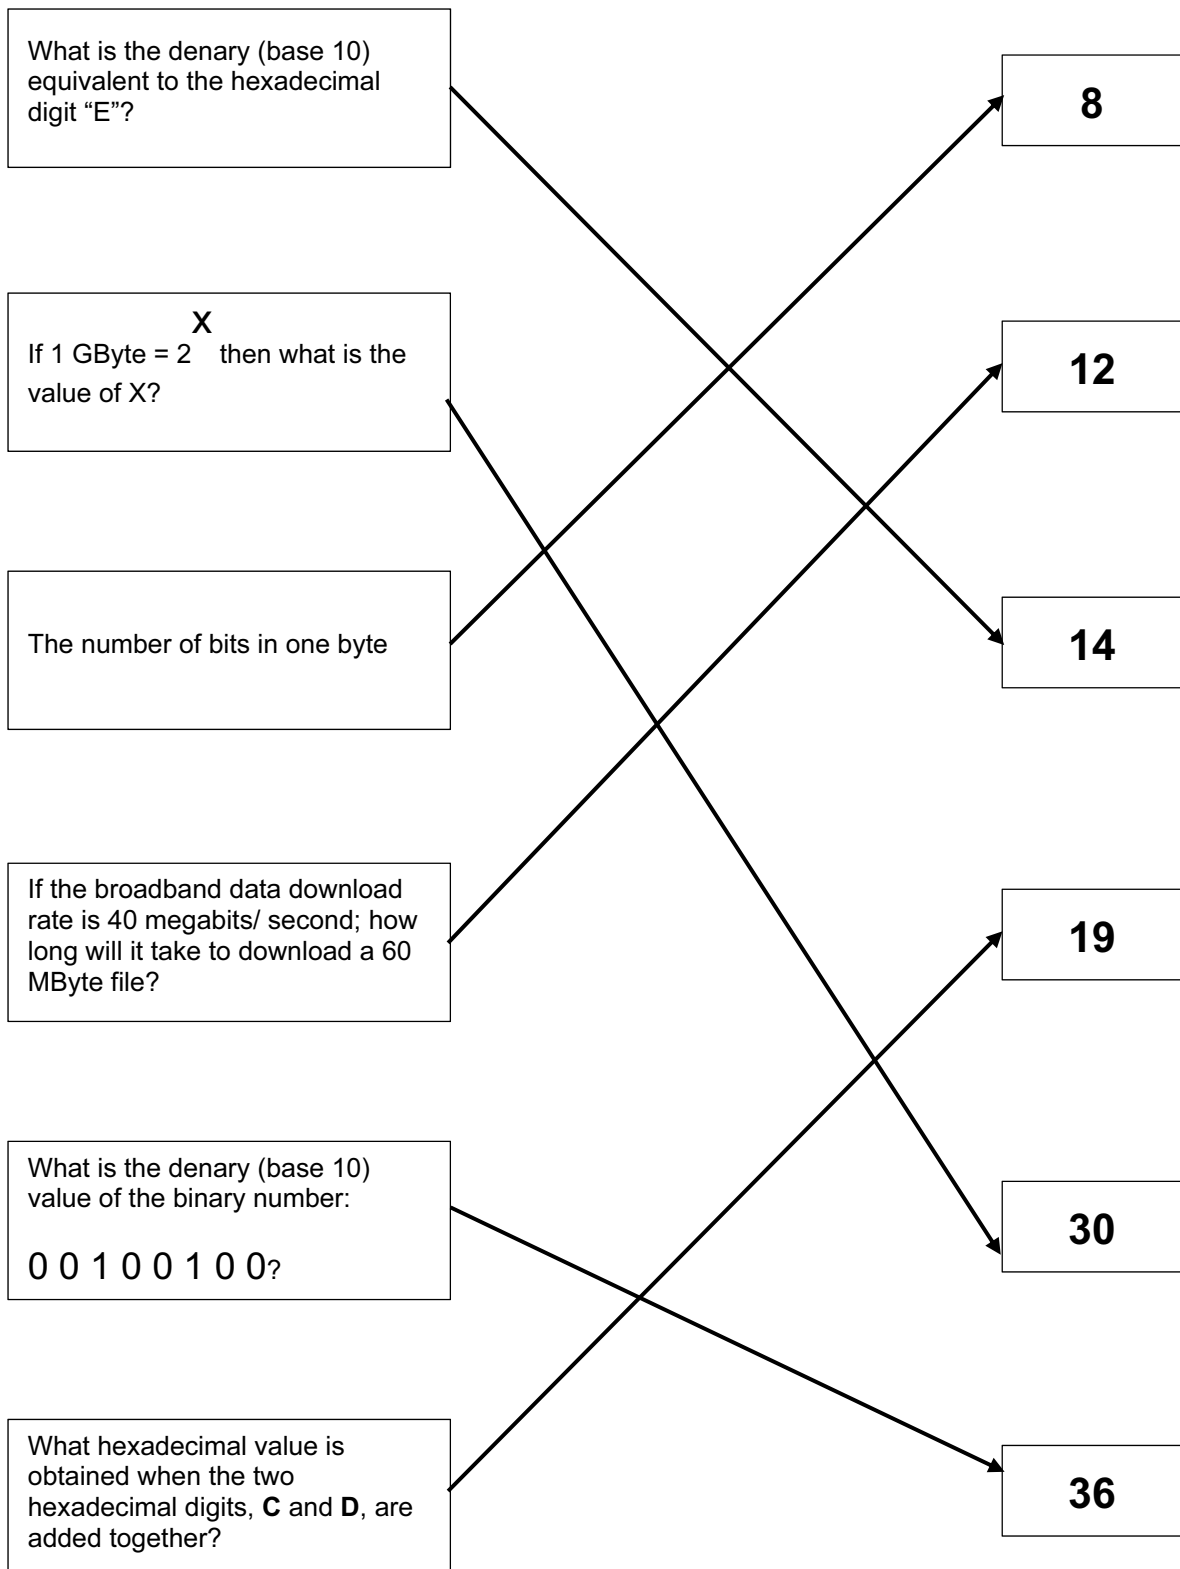 What is the denary (base 10)
equivalent to the hexadecimal
digit “E”?
8
If 1 GByte = 2^X then what is the
value of X?
12
The number of bits in one byte
14
If the broadband data download
rate is 40 megabits/ second; how
long will it take to download a 60
MByte file?
19
What is the denary (base 10)
value of the binary number:
0 0 1 0 0 1 0 0?
30
What hexadecimal value is
obtained when the two
hexadecimal digits, C and D, are
added together?
36